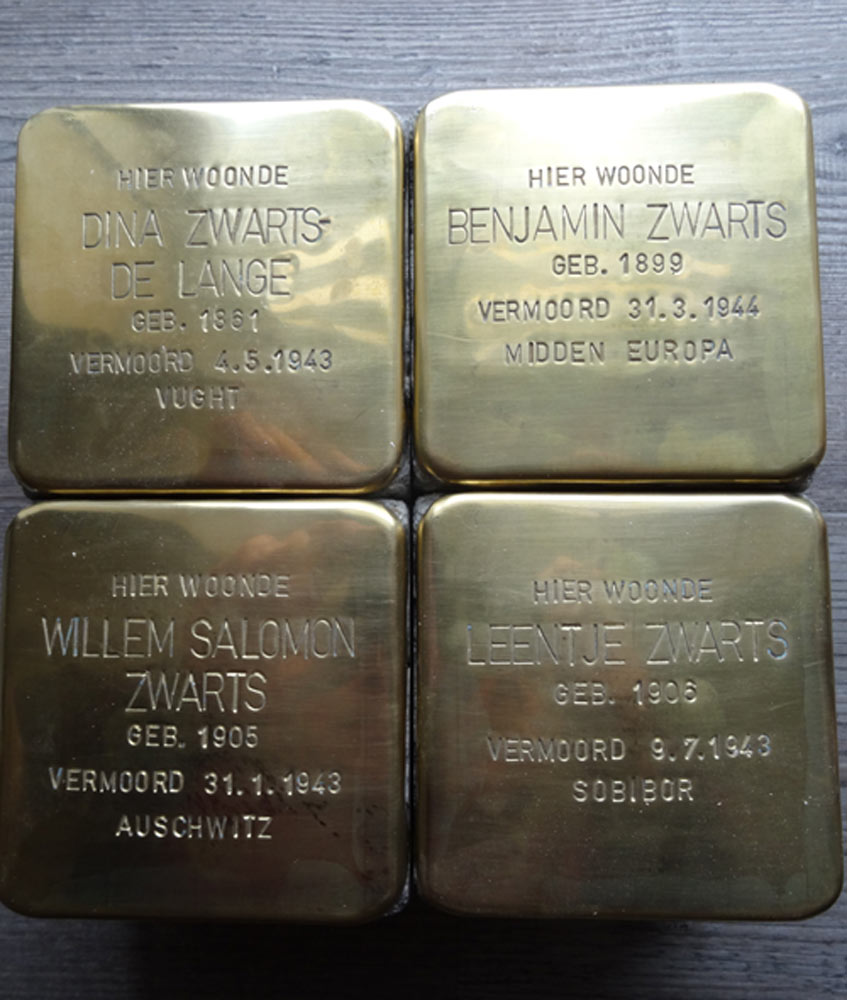 HIER WOONDE
DINA ZWARTS-
DE LANGE
GEB. 1861
VERMOORD 4.5.1943
VUGHT
HIER WOONDE
BENJAMIN ZWARTS
GEB. 1899
VERMOORD 31.3.1944
MIDDEN EUROPA
HIER WOONDE
WILLEM SALOMON
ZWARTS
GEB. 1905
VERMOORD 31.1.1943
AUSCHWITZ
HIER WOONDE
LEENTJE ZWARTS
GEB. 1906
VERMOORD 9.7.1943
SOBIBOR